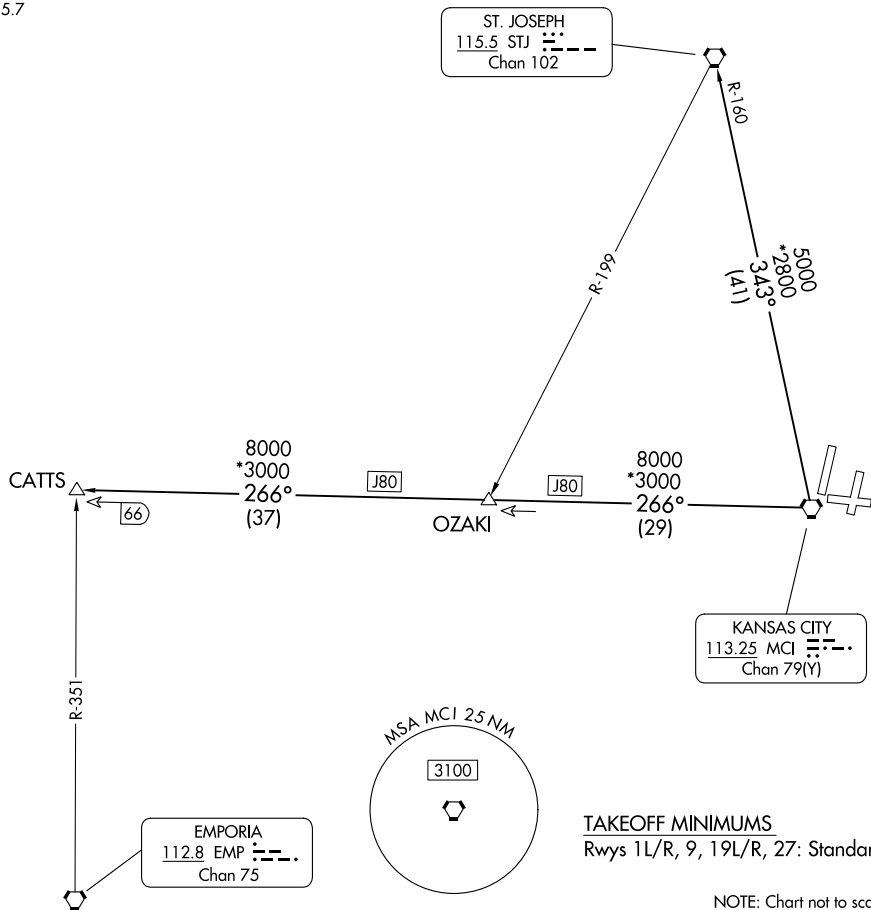 5.7
ST. JOSEPH
115.5 STJ
Chan 102
R-160
5000
*2800
343°
(41)
R-199
CATTS
66
8000
*3000
266°
(37)
J80
OZAKI
J80
8000
*3000
266°
(29)
KANSAS CITY
113.25 MCI
Chan 79(Y)
R-351
MSA MCI 25 NM
3100
EMPORIA
112.8 EMP
Chan 75
TAKEOFF MINIMUMS
Rwys 1L/R, 9, 19L/R, 27: Standar
NOTE: Chart not to sca